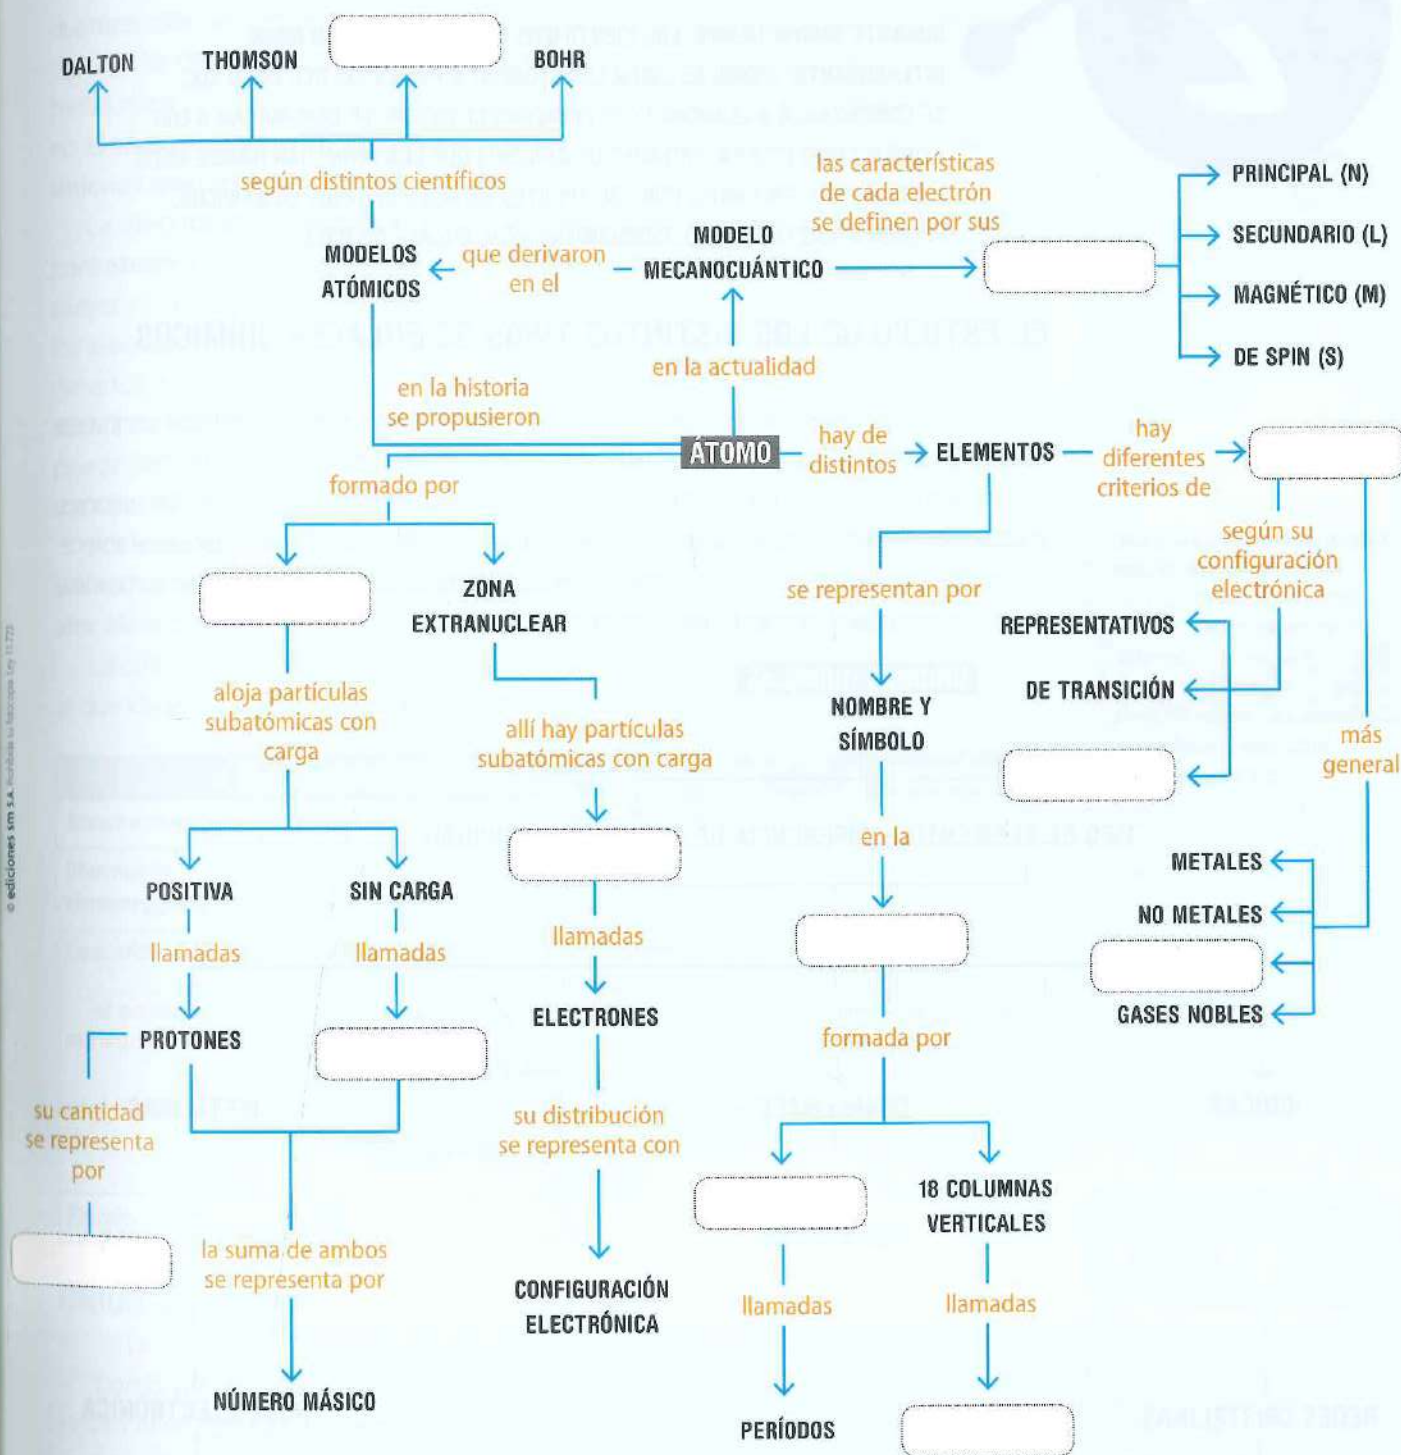 DALTON
THOMSON
BOHR
según distintos científicos
MODELOS
ATÓMICOS
que derivaron
en el
MODELO
MECANOCUÁNTICO
las características
de cada electrón
se definen por sus
PRINCIPAL (N)
SECUNDARIO (L)
MAGNÉTICO (M)
DE SPIN (S)
en la historia
se propusieron
en la actualidad
ÁTOMO
hay de
distintos
ELEMENTOS
hay
diferentes
criterios de
formado por
ZONA
EXTRANUCLEAR
aloja partículas
subatómicas con
carga
allí hay partículas
subatómicas con carga
POSITIVA
SIN CARGA
llamadas
llamadas
llamadas
PROTONES
ELECTRONES
su cantidad
se representa
por
la suma de ambos
se representa por
NÚMERO MÁSICO
su distribución
se representa con
CONFIGURACIÓN
ELECTRÓNICA
se representan por
NOMBRE Y
SÍMBOLO
en la
formada por
18 COLUMNAS
VERTICALES
llamadas
llamadas
PERÍODOS
según su
configuración
electrónica
REPRESENTATIVOS
DE TRANSICIÓN
más
general
METALES
NO METALES
GASES NOBLES
© ediciones sm S.A. Prohibida su fotocopia. Ley 11.723